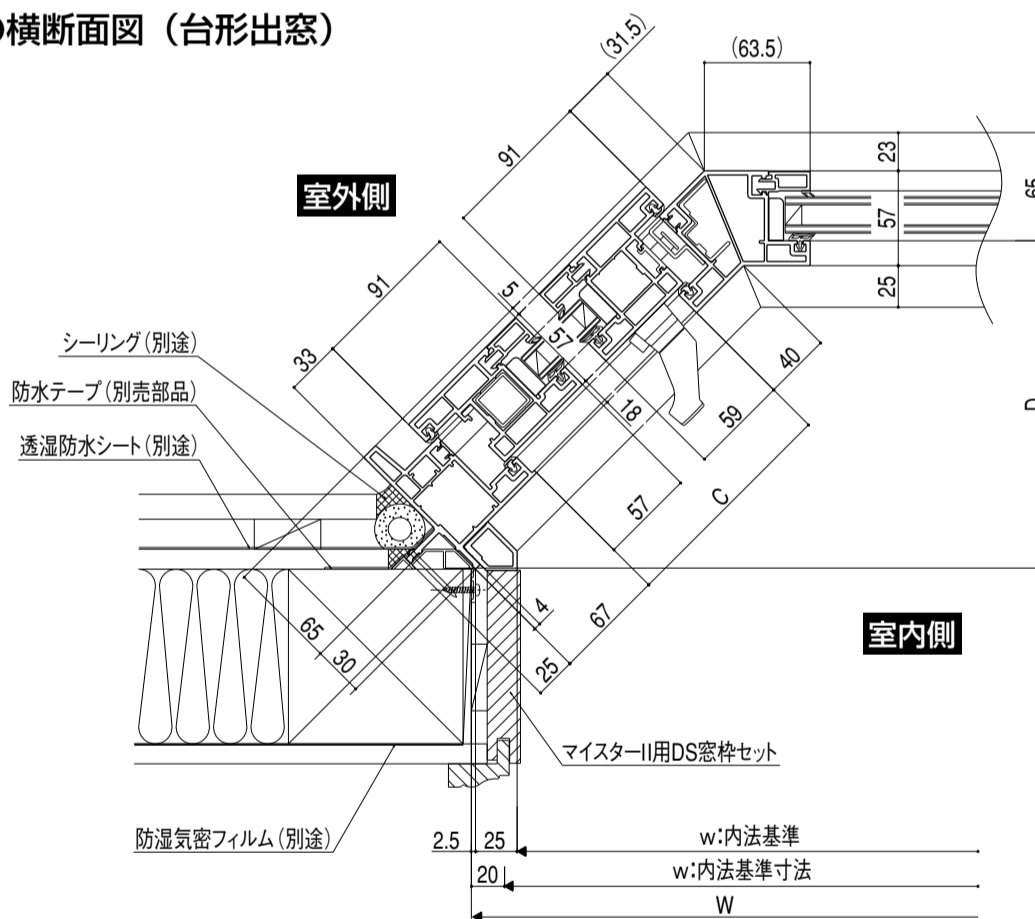 横断面図（台形出窓）
(31.5)
(63.5)
91
23
65
室外側
57
91
25
5
シーリング（別途）
57
33
40
防水テープ（別売部品）
D
18
59
透湿防水シート（別途）
C
57
4
65
67
室内側
30
25
マイスターII用DS窓枠セット
防湿気密フィルム（別途）
2.5
25
w:内法基準
20
w:内法基準寸法
W